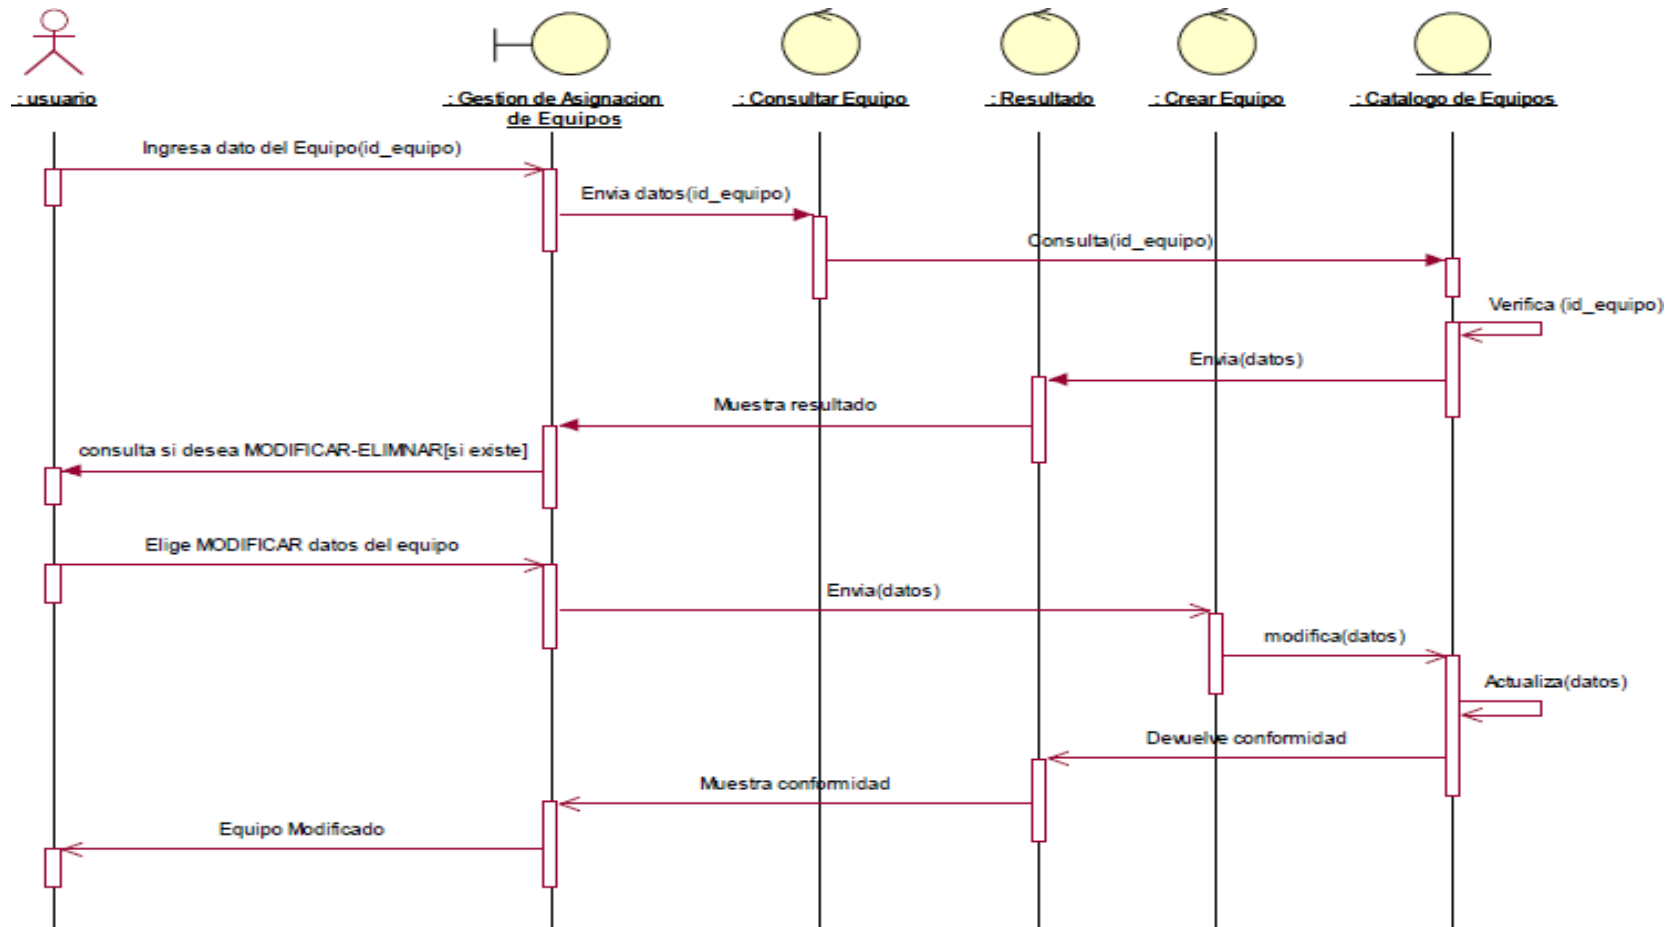 : usuario
: Gestion de Asignacion
de Equipos
: Consultar Equipo
: Resultado
: Crear Equipo
: Catalogo de Equipos
Ingresa dato del Equipo(id_equipo)
Envia datos(id_equipo)
Consulta(id_equipo)
Verifica (id_equipo)
Envia(datos)
Muestra resultado
consulta si desea MODIFICAR-ELIMNAR[si existe]
Elige MODIFICAR datos del equipo
Envia(datos)
modifica(datos)
Actualiza(datos)
Devuelve conformidad
Muestra conformidad
Equipo Modificado